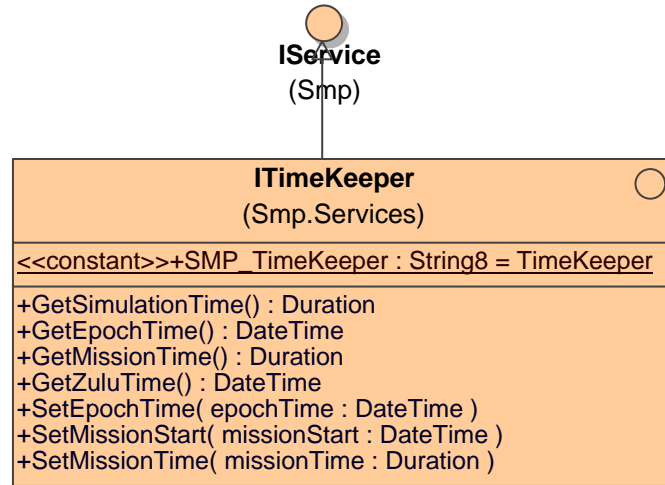 IService
(Smp)
ITimeKeeper
(Smp.Services)
<<constant>>+SMP_TimeKeeper : String8 = TimeKeeper
+GetSimulationTime() : Duration
+GetEpochTime() : DateTime
+GetMissionTime() : Duration
+GetZuluTime() : DateTime
+SetEpochTime( epochTime : DateTime )
+SetMissionStart( missionStart : DateTime )
+SetMissionTime( missionTime : Duration )